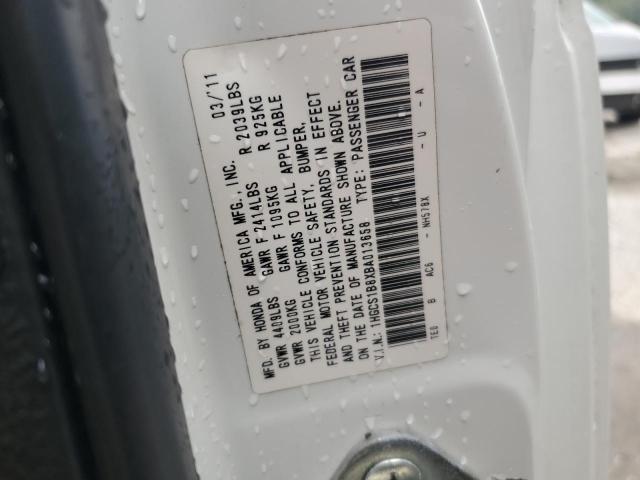 MFD. BY HONDA OF AMERICA MFG., INC. 03/'11
GVWR 4409LBS GAWR F 2414LBS R 2039LBS
GVWR 2000KG GAWR F 1095KG R 925KG
THIS VEHICLE CONFORMS TO ALL APPLICABLE
FEDERAL MOTOR VEHICLE SAFETY, BUMPER,
AND THEFT PREVENTION STANDARDS IN EFFECT
ON THE DATE OF MANUFACTURE SHOWN ABOVE.
V.I.N.: 1HGCS1B8XBA013658 TYPE: PASSENGER CAR
TE0 B AC6 - NH578X - U - A